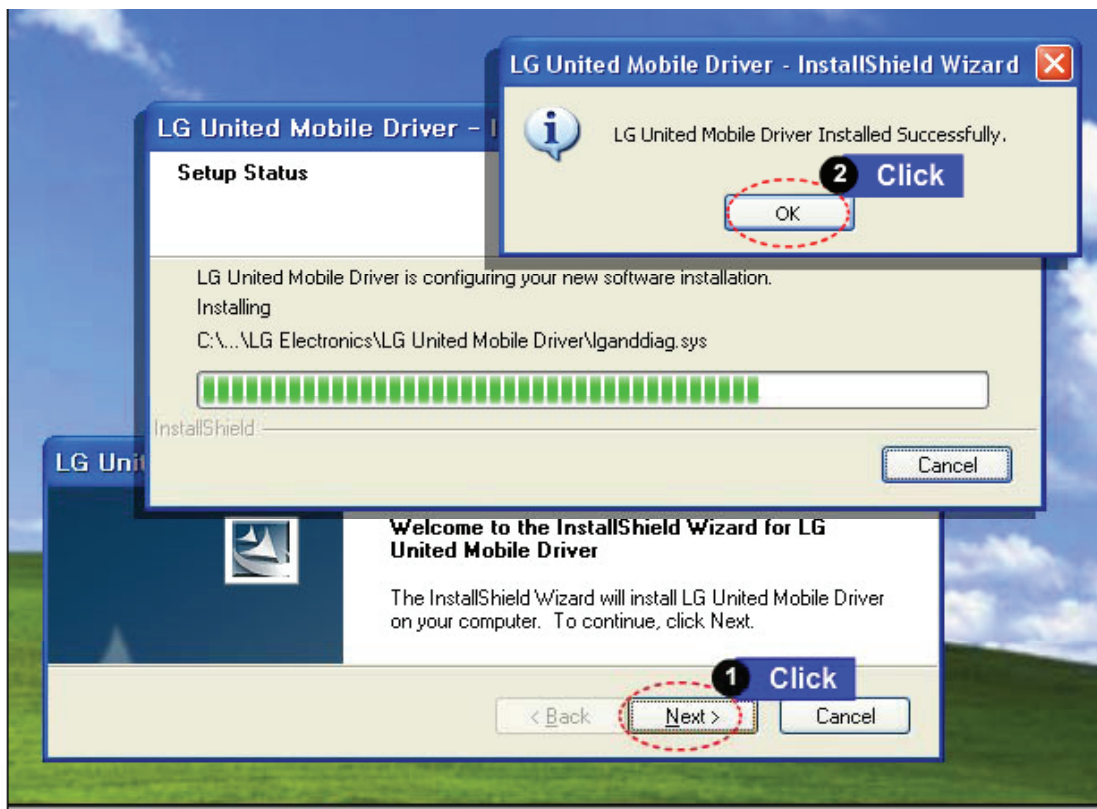 LG United Mobile Driver - InstallShield Wizard
LG United Mobile Driver Installed Successfully.
2 Click
OK
LG United Mobile Driver –
Setup Status
LG United Mobile Driver is configuring your new software installation.
Installing
C:\...\LG Electronics\LG United Mobile Driver\lganddiag.sys
InstallShield
Cancel
LG
Welcome to the InstallShield Wizard for LG
United Mobile Driver
The InstallShield Wizard will install LG United Mobile Driver
on your computer. To continue, click Next.
1 Click
< Back
Next >
Cancel